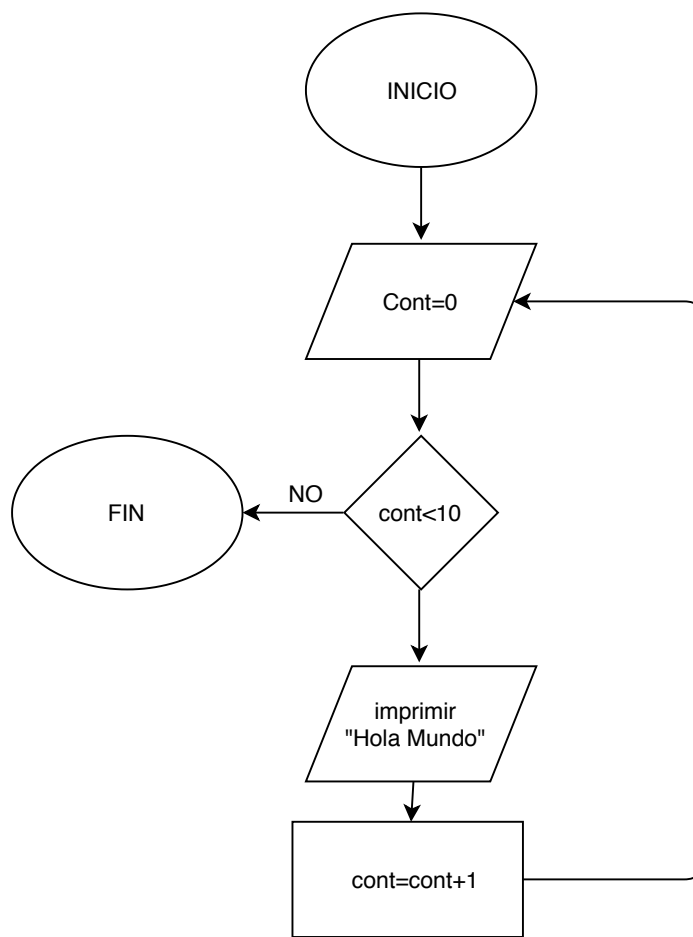 INICIO
Cont=0
NO
FIN
cont<10
imprimir
"Hola Mundo"
cont=cont+1